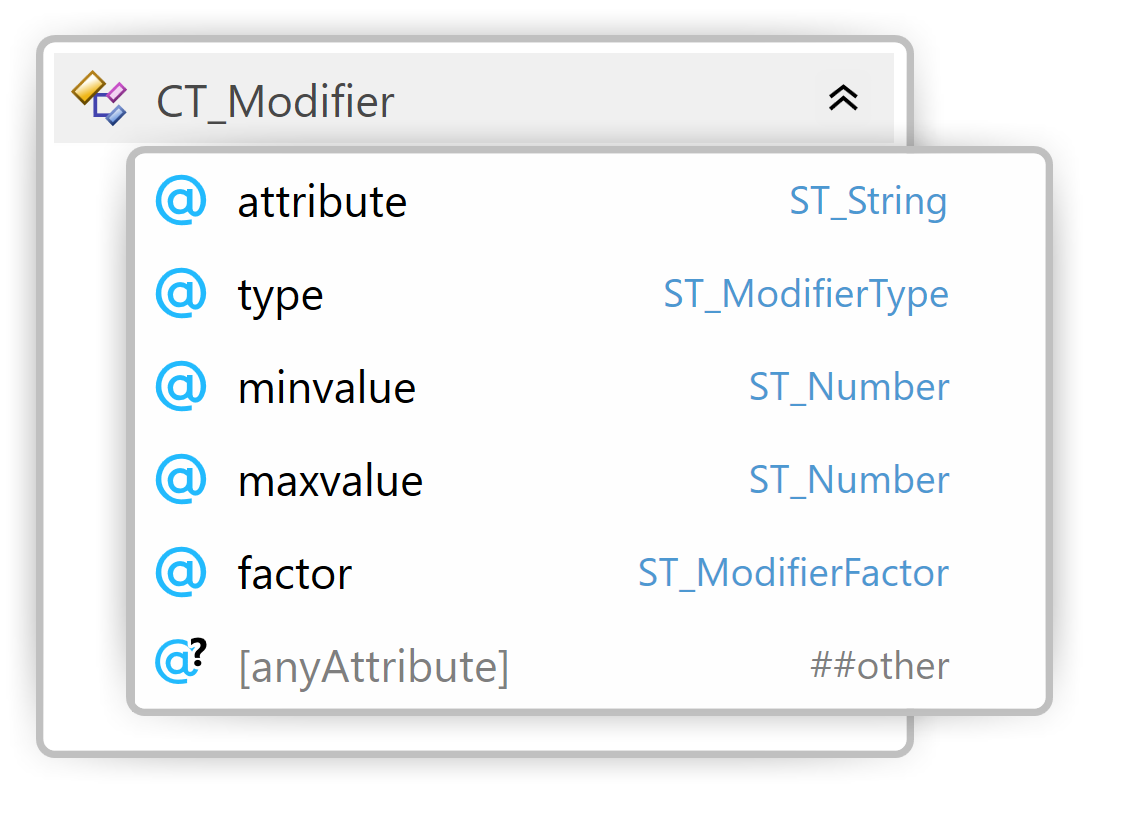 CT_Modifier
@ attribute ST_String
@ type ST_ModifierType
@ minvalue ST_Number
@ maxvalue ST_Number
@ factor ST_ModifierFactor
@? [anyAttribute] ##other